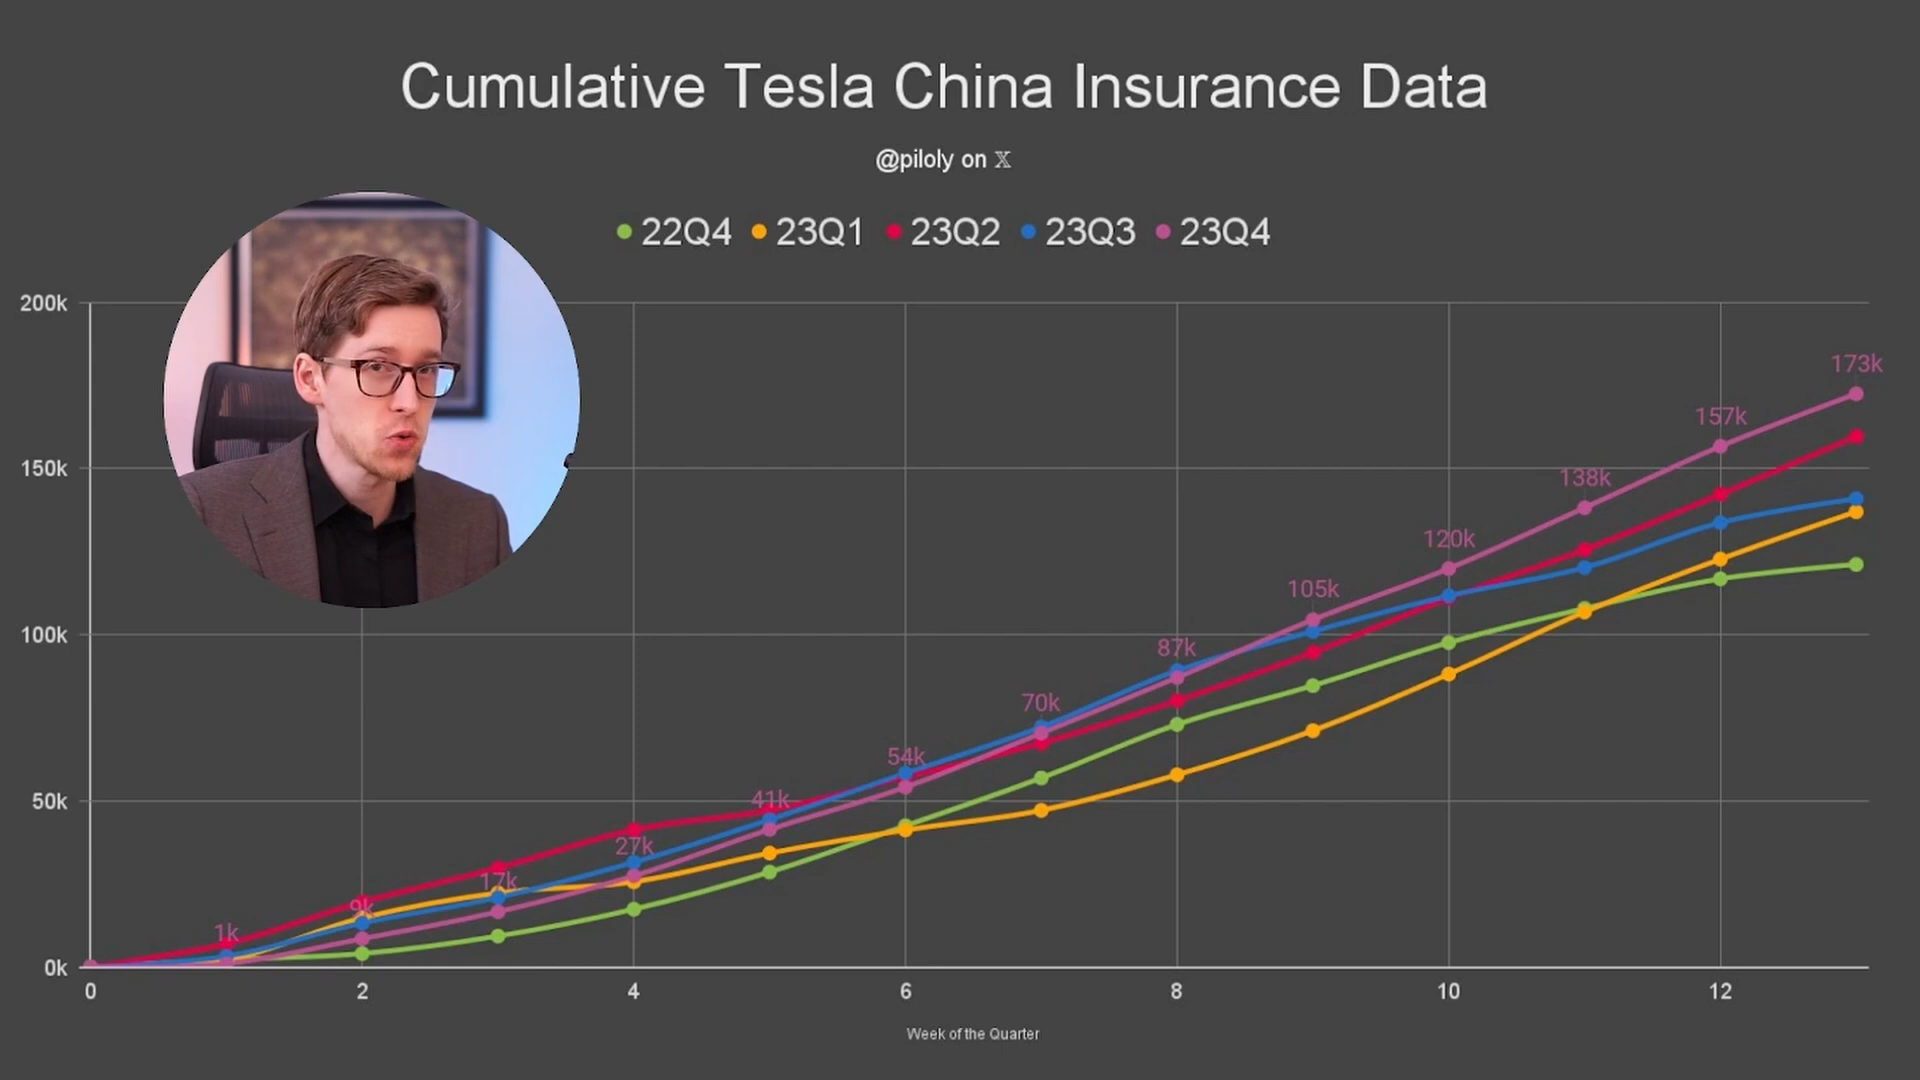 Cumulative Tesla China Insurance Data
@piloly on 𝕏
22Q4 23Q1 23Q2 23Q3 23Q4
200k
150k
100k
50k
0k
1k
9k
17k
27k
41k
54k
70k
87k
105k
120k
138k
157k
173k
0 2 4 6 8 10 12
Week of the Quarter